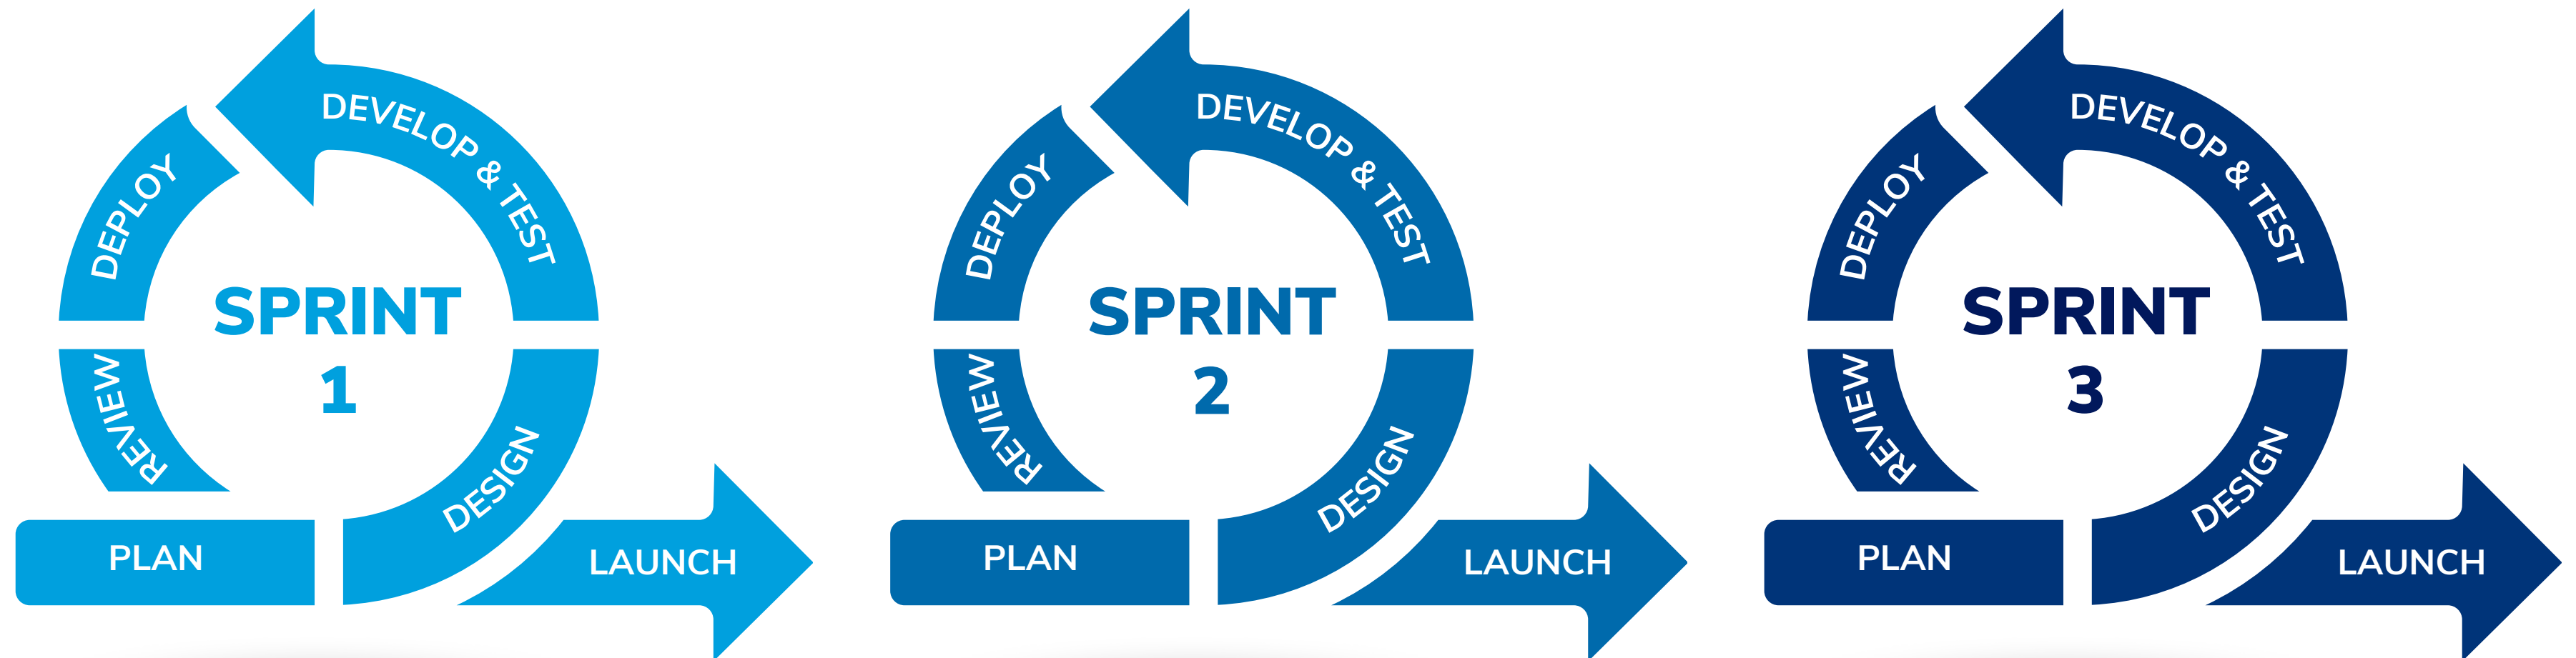 DEVELOP & TEST
DEPLOY
SPRINT
1
REVIEW
DESIGN
PLAN
LAUNCH
DEVELOP & TEST
DEPLOY
SPRINT
2
REVIEW
DESIGN
PLAN
LAUNCH
DEVELOP & TEST
DEPLOY
SPRINT
3
REVIEW
DESIGN
PLAN
LAUNCH